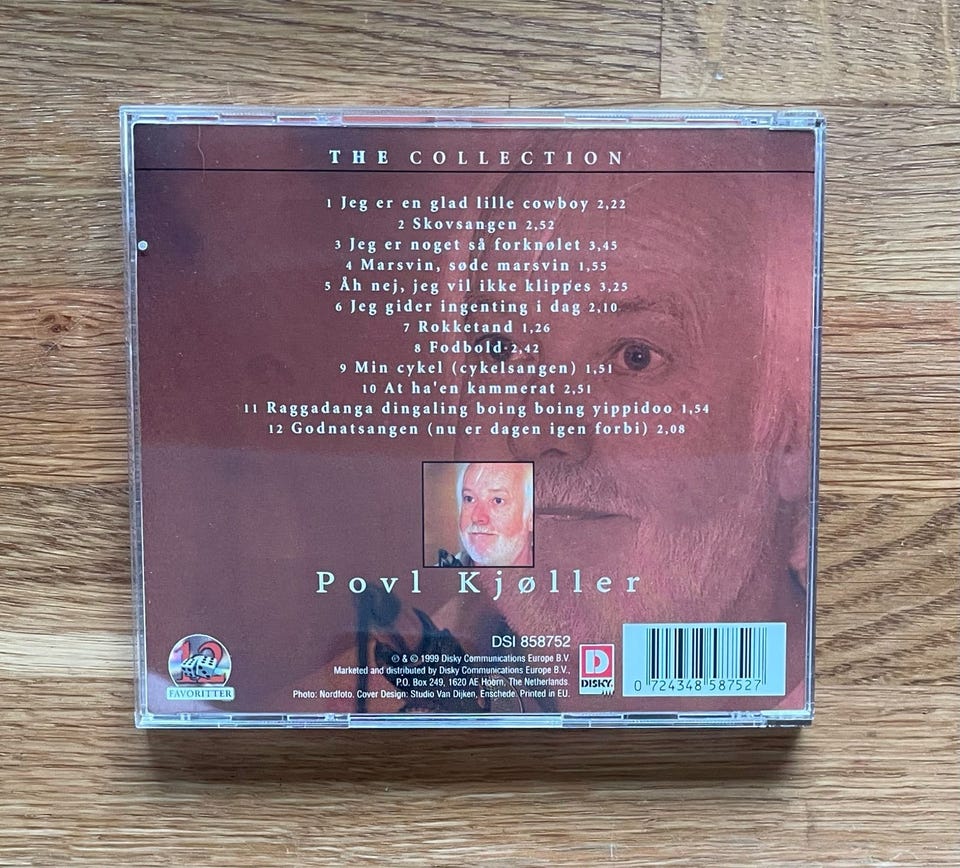 THE COLLECTION
1 Jeg er en glad lille cowboy 2,22
2 Skovsangen 2,52
3 Jeg er noget så forknølet 3,45
4 Marsvin, søde marsvin 1,55
5 Åh nej, jeg vil ikke klippes 3,25
6 Jeg gider ingenting i dag 2,10
7 Rokketand 1,26
8 Fodbold 2,42
9 Min cykel (cykelsangen) 1,51
10 At ha'en kammerat 2,51
11 Raggadanga dingaling boing boing yippidoo 1,54
12 Godnatsangen (nu er dagen igen forbi) 2,08
Povl Kjøller
12
FAVORITTER
DSI 858752
℗ & © 1999 Disky Communications Europe B.V.
Marketed and distributed by Disky Communications Europe B.V.,
P.O. Box 249, 1620 AE Hoorn, The Netherlands.
Photo: Nordfoto. Cover Design: Studio Van Dijken, Enschede. Printed in EU.
D
DISKY
0 724348 587527